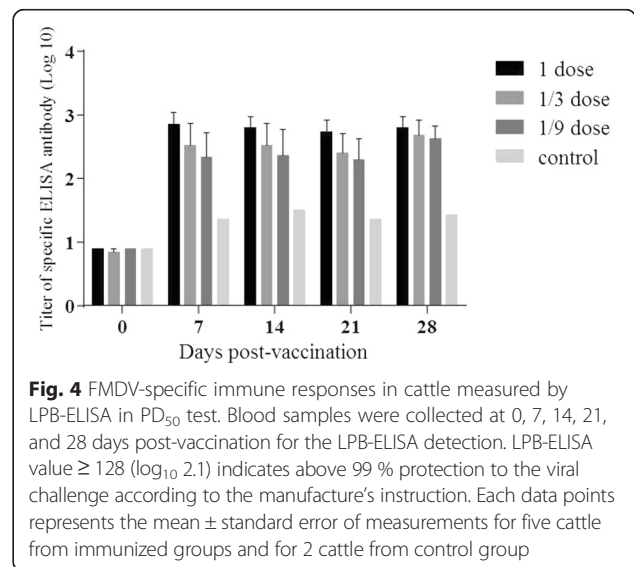 4
3
2
1
0
Titer of specific ELISA antibody (Log 10)
0 7 14 21 28
Days post-vaccination
1 dose
1/3 dose
1/9 dose
control
Fig. 4 FMDV-specific immune responses in cattle measured by
LPB-ELISA in PD50 test. Blood samples were collected at 0, 7, 14, 21,
and 28 days post-vaccination for the LPB-ELISA detection. LPB-ELISA
value ≥ 128 (log10 2.1) indicates above 99 % protection to the viral
challenge according to the manufacture's instruction. Each data points
represents the mean ± standard error of measurements for five cattle
from immunized groups and for 2 cattle from control group